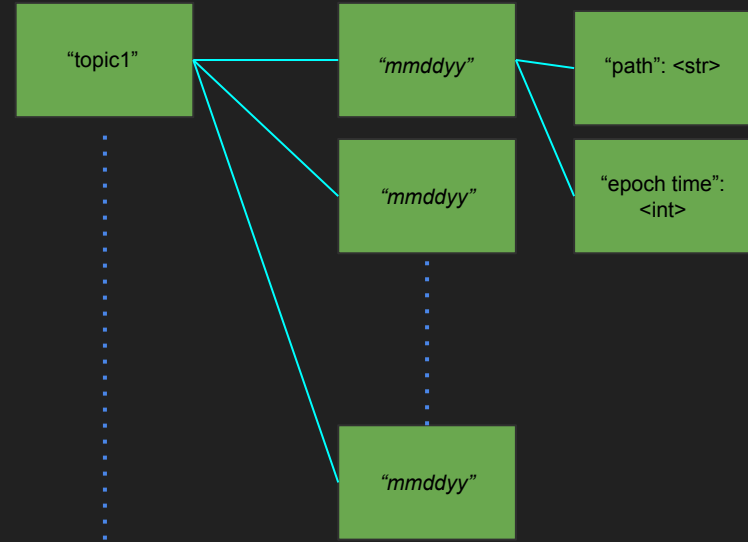 “topic1”
“mmddyy”
“path”: <str>
“mmddyy”
“epoch time”:
<int>
“mmddyy”